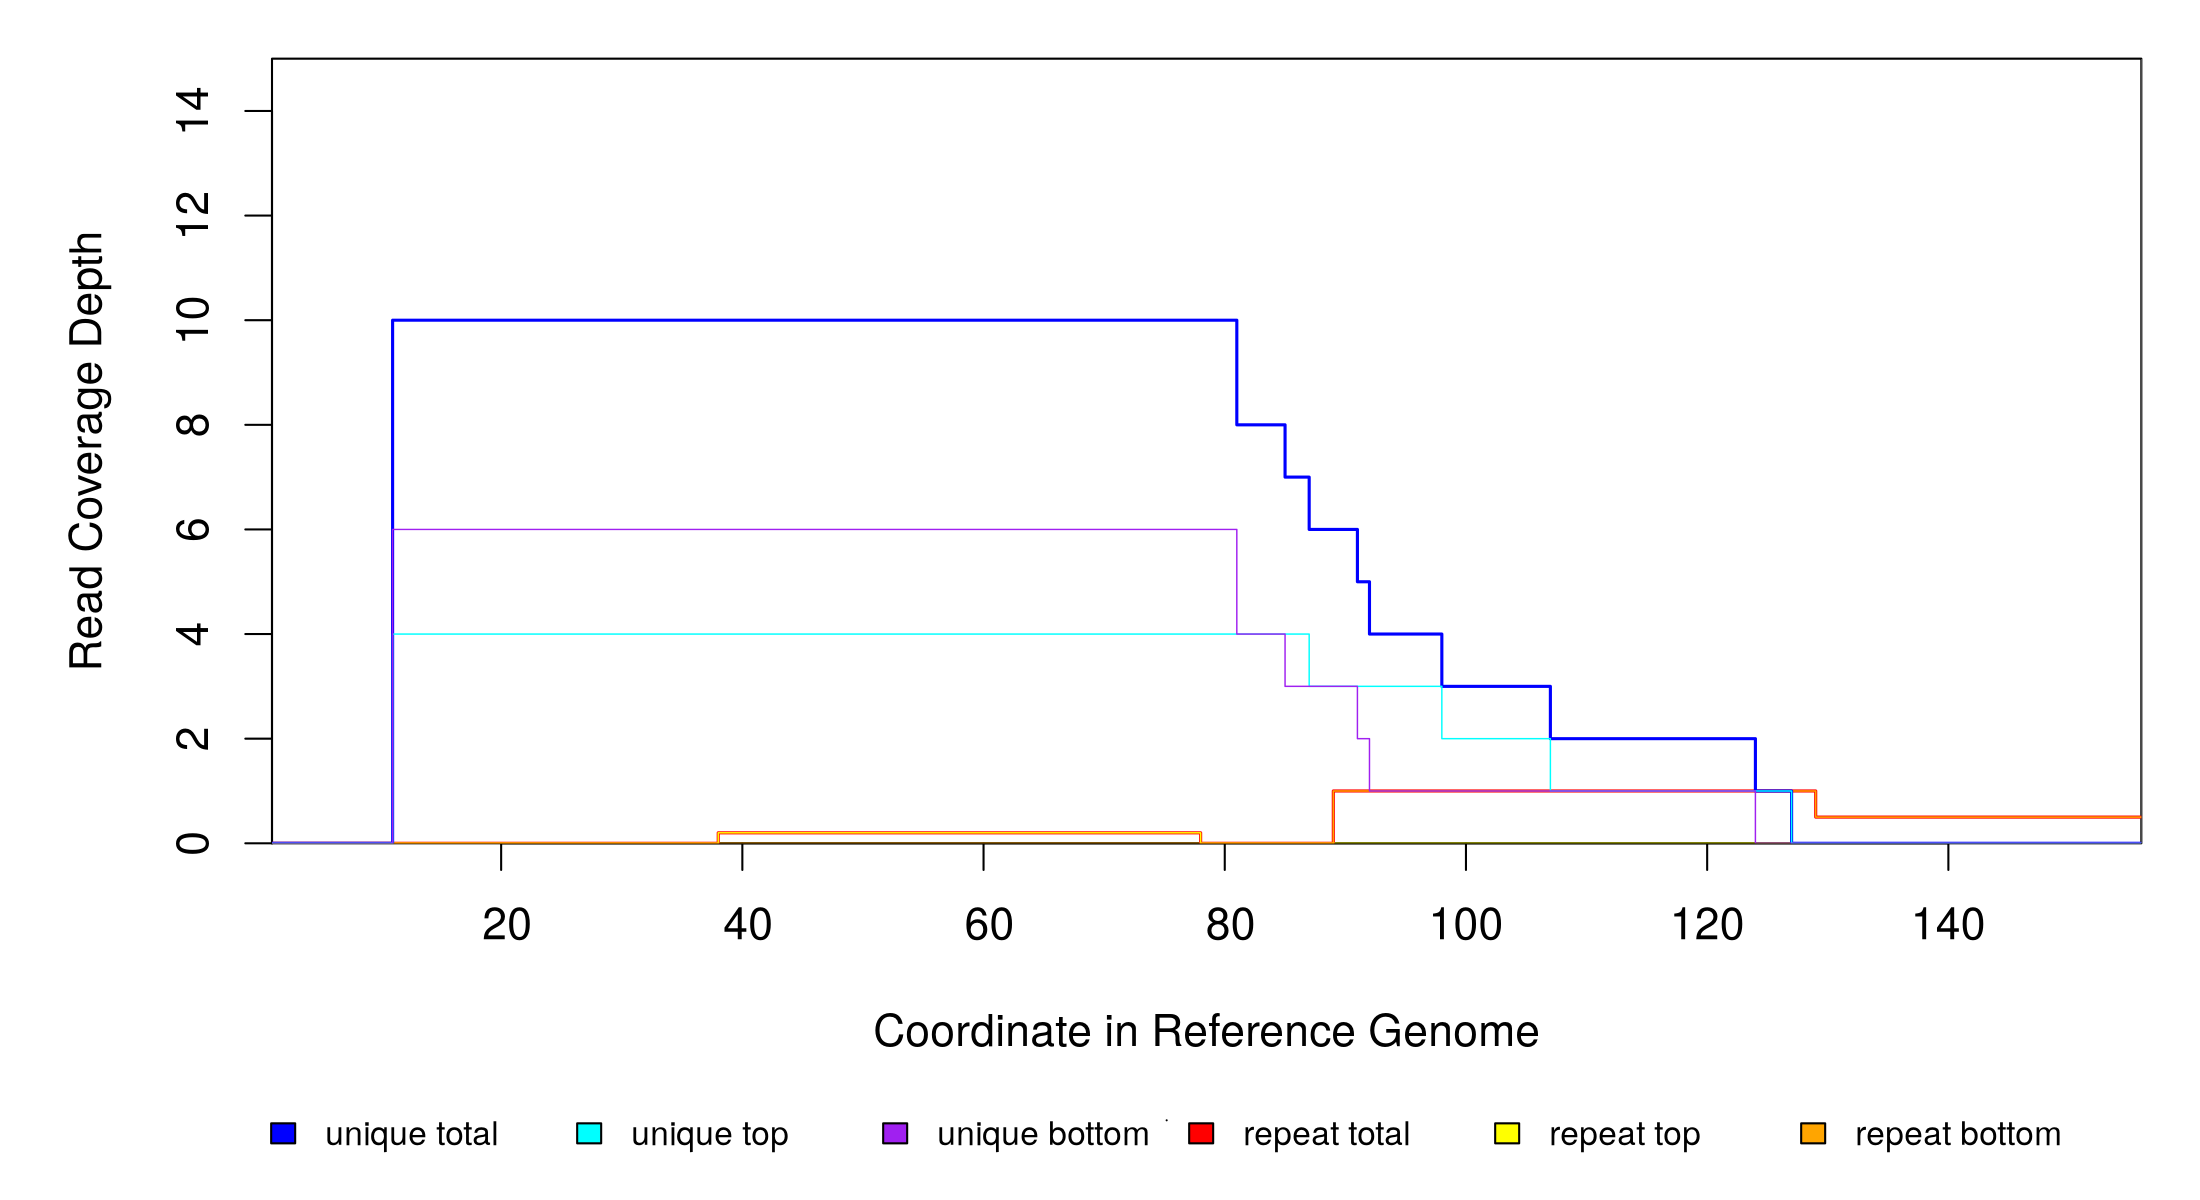 14
12
10
8
6
4
2
0
Read Coverage Depth
20 40 60 80 100 120 140
Coordinate in Reference Genome
unique total unique top unique bottom repeat total repeat top repeat bottom